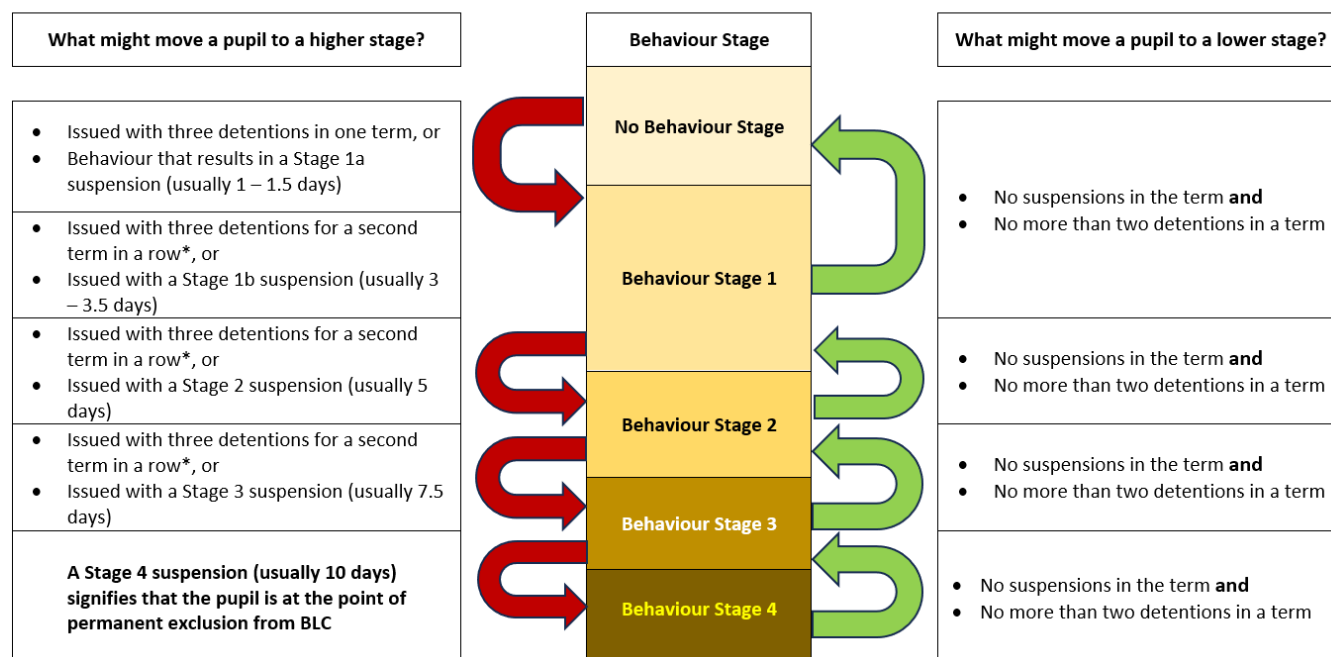 What might move a pupil to a higher stage?
Behaviour Stage
What might move a pupil to a lower stage?
• Issued with three detentions in one term, or
• Behaviour that results in a Stage 1a
suspension (usually 1 – 1.5 days)
• Issued with three detentions for a second
term in a row*, or
• Issued with a Stage 1b suspension (usually 3
– 3.5 days)
• Issued with three detentions for a second
term in a row*, or
• Issued with a Stage 2 suspension (usually 5
days)
• Issued with three detentions for a second
term in a row*, or
• Issued with a Stage 3 suspension (usually 7.5
days)
A Stage 4 suspension (usually 10 days)
signifies that the pupil is at the point of
permanent exclusion from BLC
No Behaviour Stage
Behaviour Stage 1
Behaviour Stage 2
Behaviour Stage 3
Behaviour Stage 4
• No suspensions in the term and
• No more than two detentions in a term
• No suspensions in the term and
• No more than two detentions in a term
• No suspensions in the term and
• No more than two detentions in a term
• No suspensions in the term and
• No more than two detentions in a term